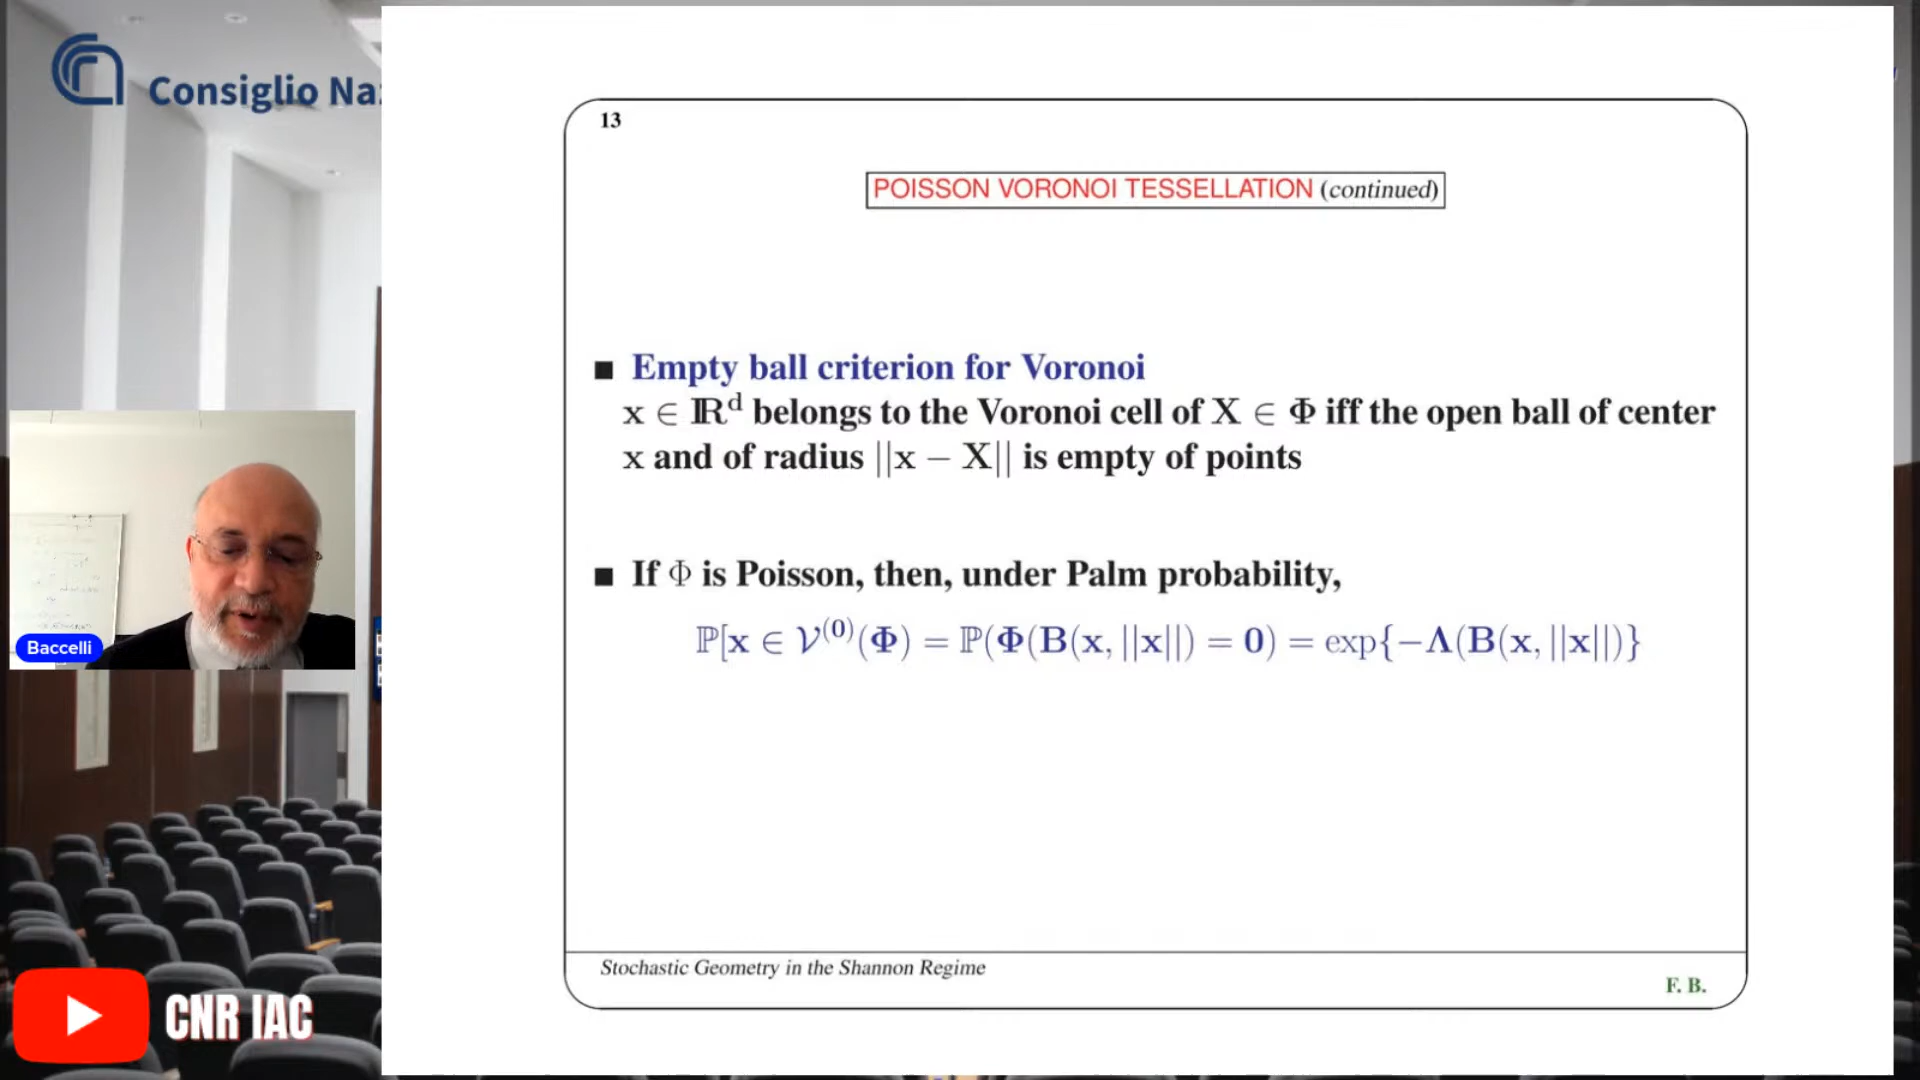 Consiglio Na
13
POISSON VORONOI TESSELLATION (continued)
■ Empty ball criterion for Voronoi
x ∈ ℝᵈ belongs to the Voronoi cell of X ∈ Φ iff the open ball of center
x and of radius ||x − X|| is empty of points
■ If Φ is Poisson, then, under Palm probability,
ℙ[x ∈ 𝒱⁽⁰⁾(Φ) = ℙ(Φ(B(x, ||x||) = 0) = exp{−Λ(B(x, ||x||)}
Baccelli
Stochastic Geometry in the Shannon Regime
F. B.
CNR IAC